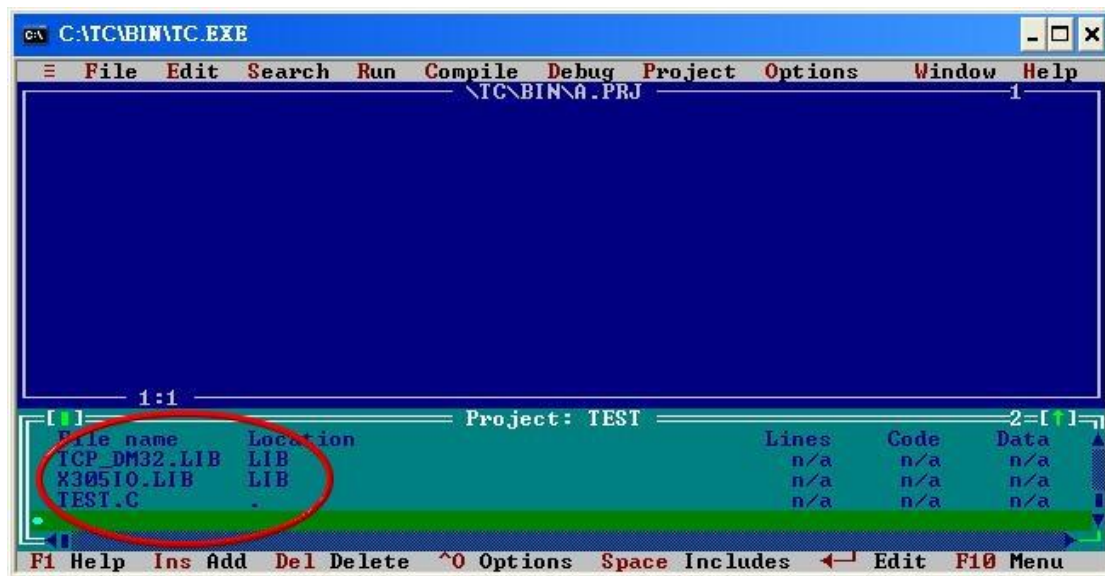 C:\TC\BIN\TC.EXE
≡ File Edit Search Run Compile Debug Project Options Window Help
\TC\BIN\A.PRJ 1
1:1
Project: TEST 2
File name Location Lines Code Data
TCP_DM32.LIB LIB n/a n/a n/a
X305IO.LIB LIB n/a n/a n/a
TEST.C . n/a n/a n/a
F1 Help Ins Add Del Delete ^O Options Space Includes ◄─┘ Edit F10 Menu